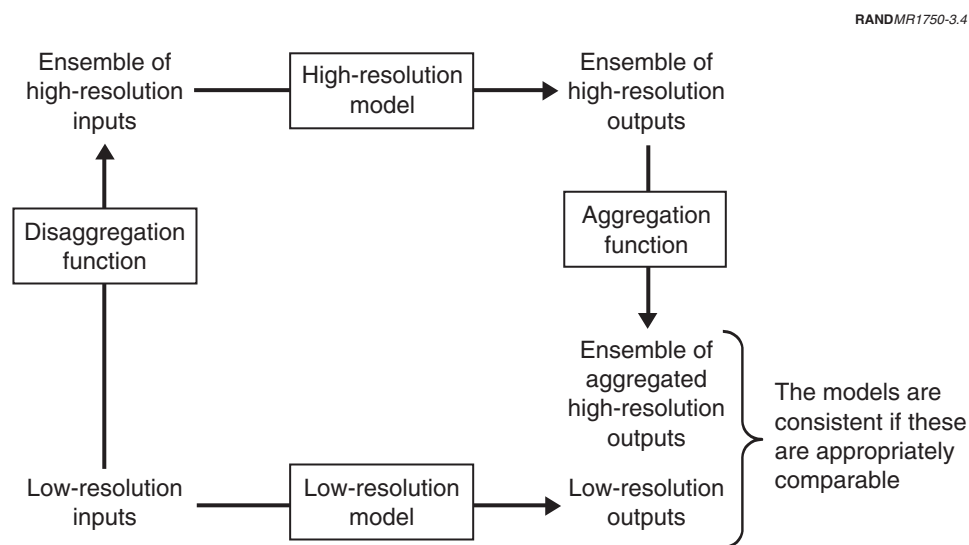 RANDMR1750-3.4
Ensemble of
high-resolution
inputs
High-resolution
model
Ensemble of
high-resolution
outputs
Disaggregation
function
Aggregation
function
Ensemble of
aggregated
high-resolution
outputs
The models are
consistent if these
are appropriately
comparable
Low-resolution
inputs
Low-resolution
model
Low-resolution
outputs